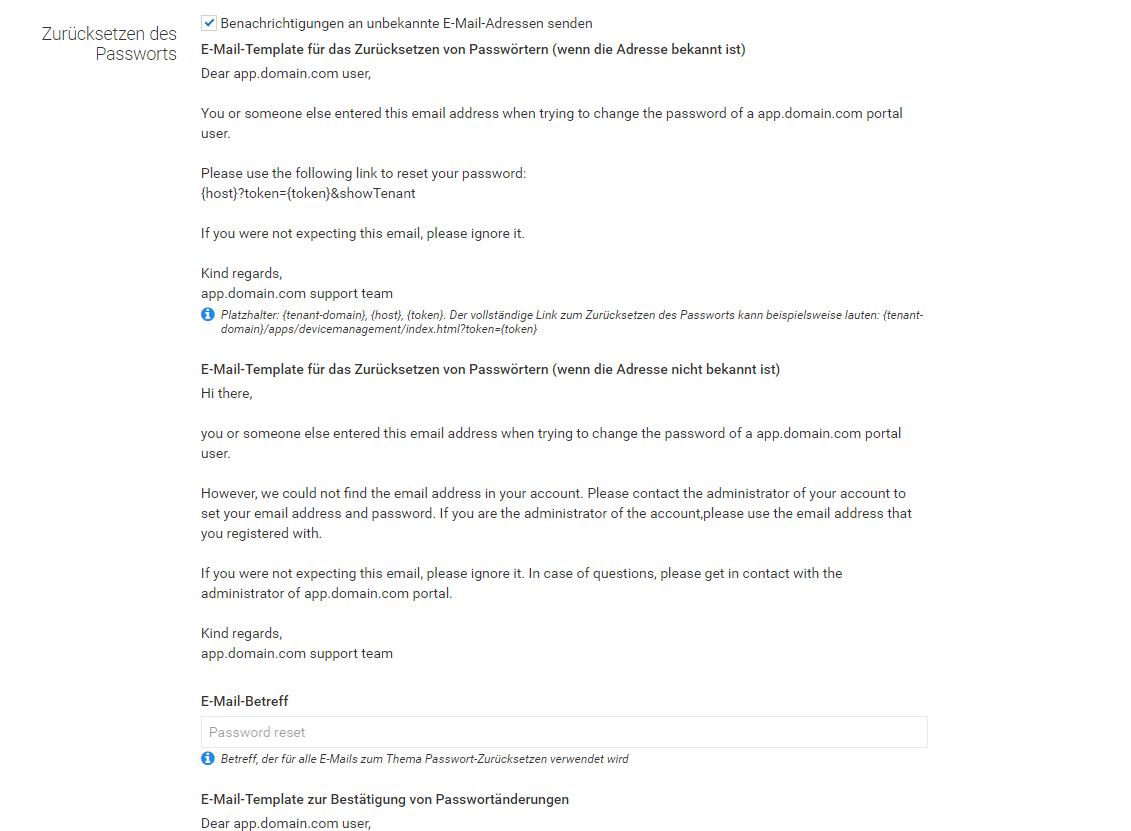 Zurücksetzen des
Passworts
Benachrichtigungen an unbekannte E-Mail-Adressen senden
E-Mail-Template für das Zurücksetzen von Passwörtern (wenn die Adresse bekannt ist)
Dear app.domain.com user,
You or someone else entered this email address when trying to change the password of a app.domain.com portal
user.
Please use the following link to reset your password:
{host}?token={token}&showTenant
If you were not expecting this email, please ignore it.
Kind regards,
app.domain.com support team
Platzhalter: {tenant-domain}, {host}, {token}. Der vollständige Link zum Zurücksetzen des Passworts kann beispielsweise lauten: {tenant-
domain}/apps/devicemanagement/index.html?token={token}
E-Mail-Template für das Zurücksetzen von Passwörtern (wenn die Adresse nicht bekannt ist)
Hi there,
you or someone else entered this email address when trying to change the password of a app.domain.com portal
user.
However, we could not find the email address in your account. Please contact the administrator of your account to
set your email address and password. If you are the administrator of the account,please use the email address that
you registered with.
If you were not expecting this email, please ignore it. In case of questions, please get in contact with the
administrator of app.domain.com portal.
Kind regards,
app.domain.com support team
E-Mail-Betreff
Password reset
Betreff, der für alle E-Mails zum Thema Passwort-Zurücksetzen verwendet wird
E-Mail-Template zur Bestätigung von Passwortänderungen
Dear app.domain.com user,